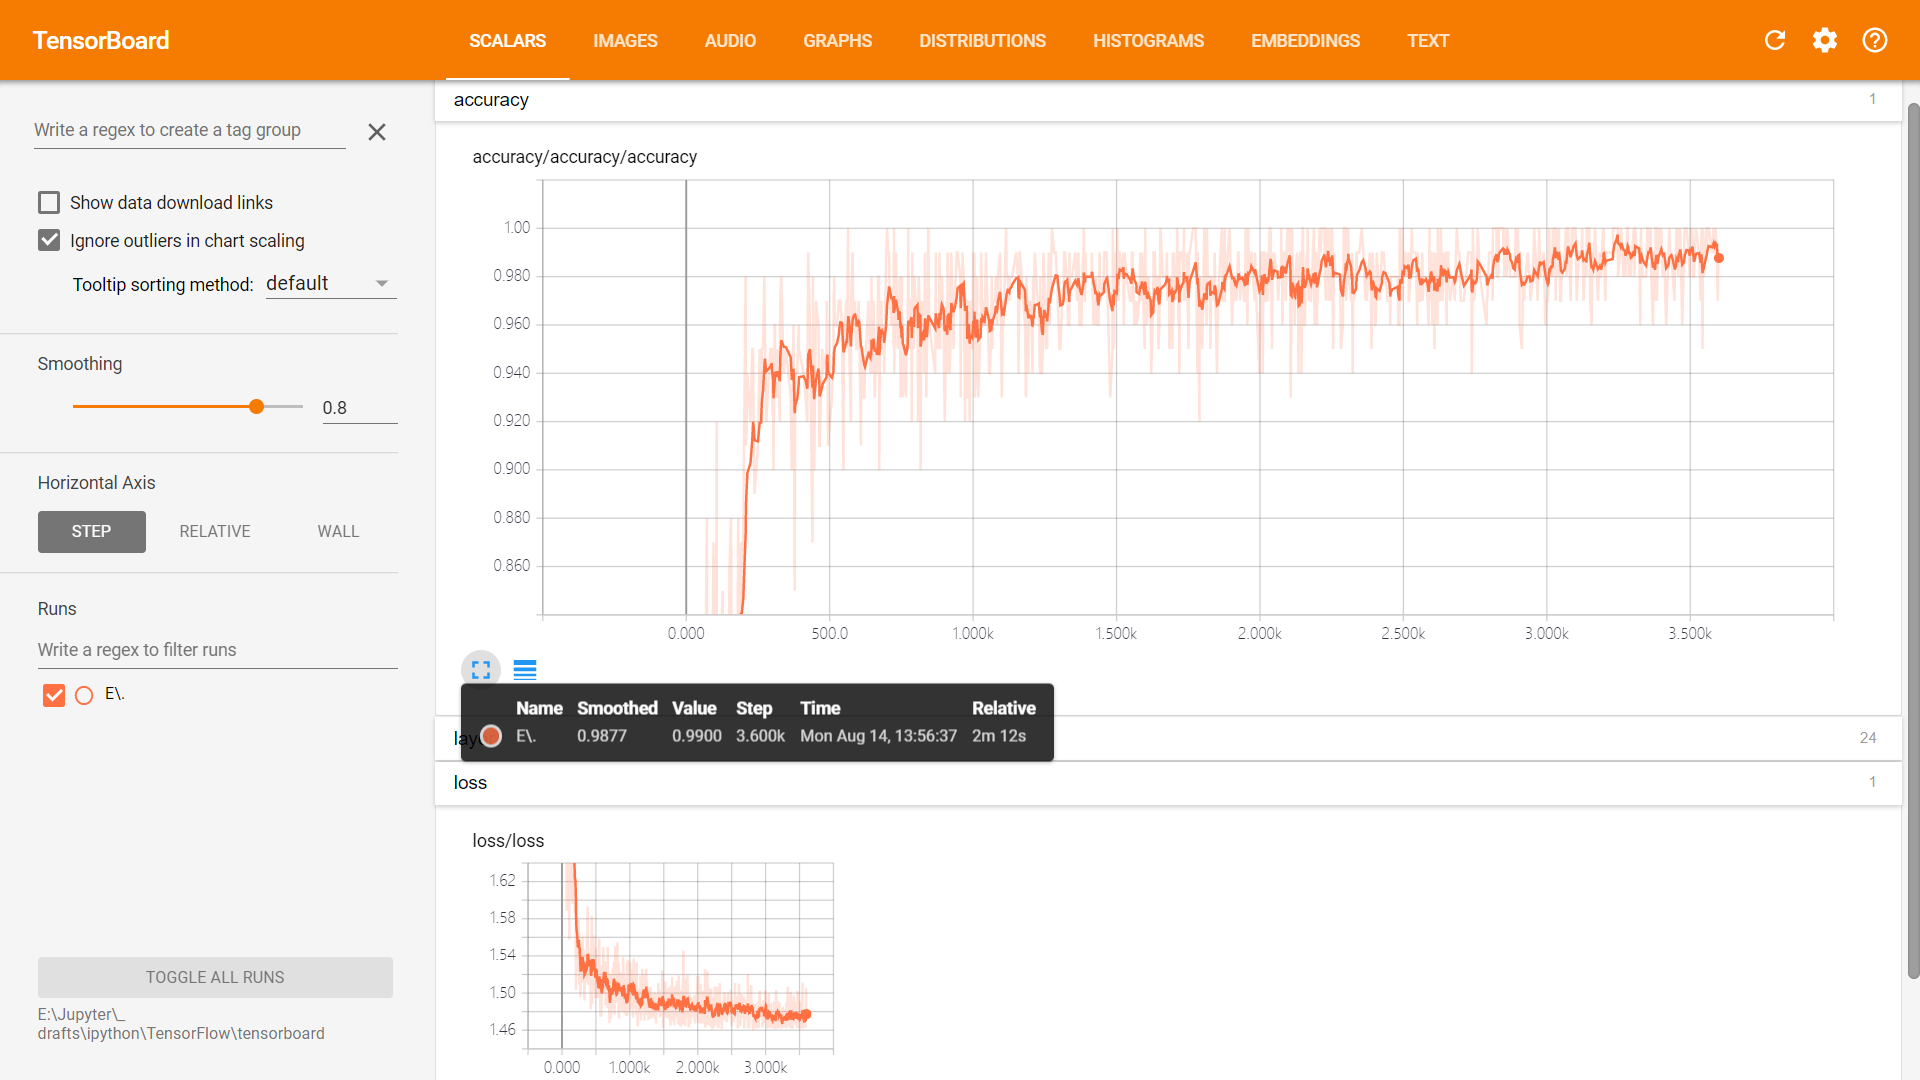 TensorBoard
SCALARS IMAGES AUDIO GRAPHS DISTRIBUTIONS HISTOGRAMS EMBEDDINGS TEXT
Write a regex to create a tag group
Show data download links
Ignore outliers in chart scaling
Tooltip sorting method: default
Smoothing
0.8
Horizontal Axis
STEP RELATIVE WALL
Runs
Write a regex to filter runs
E\.
TOGGLE ALL RUNS
E:\Jupyter\_
drafts\ipython\TensorFlow\tensorboard
accuracy 1
accuracy/accuracy/accuracy
1.00
0.980
0.960
0.940
0.920
0.900
0.880
0.860
0.000 500.0 1.000k 1.500k 2.000k 2.500k 3.000k 3.500k
Name Smoothed Value Step Time Relative
E\. 0.9877 0.9900 3.600k Mon Aug 14, 13:56:37 2m 12s
24
loss 1
loss/loss
1.62
1.58
1.54
1.50
1.46
0.000 1.000k 2.000k 3.000k